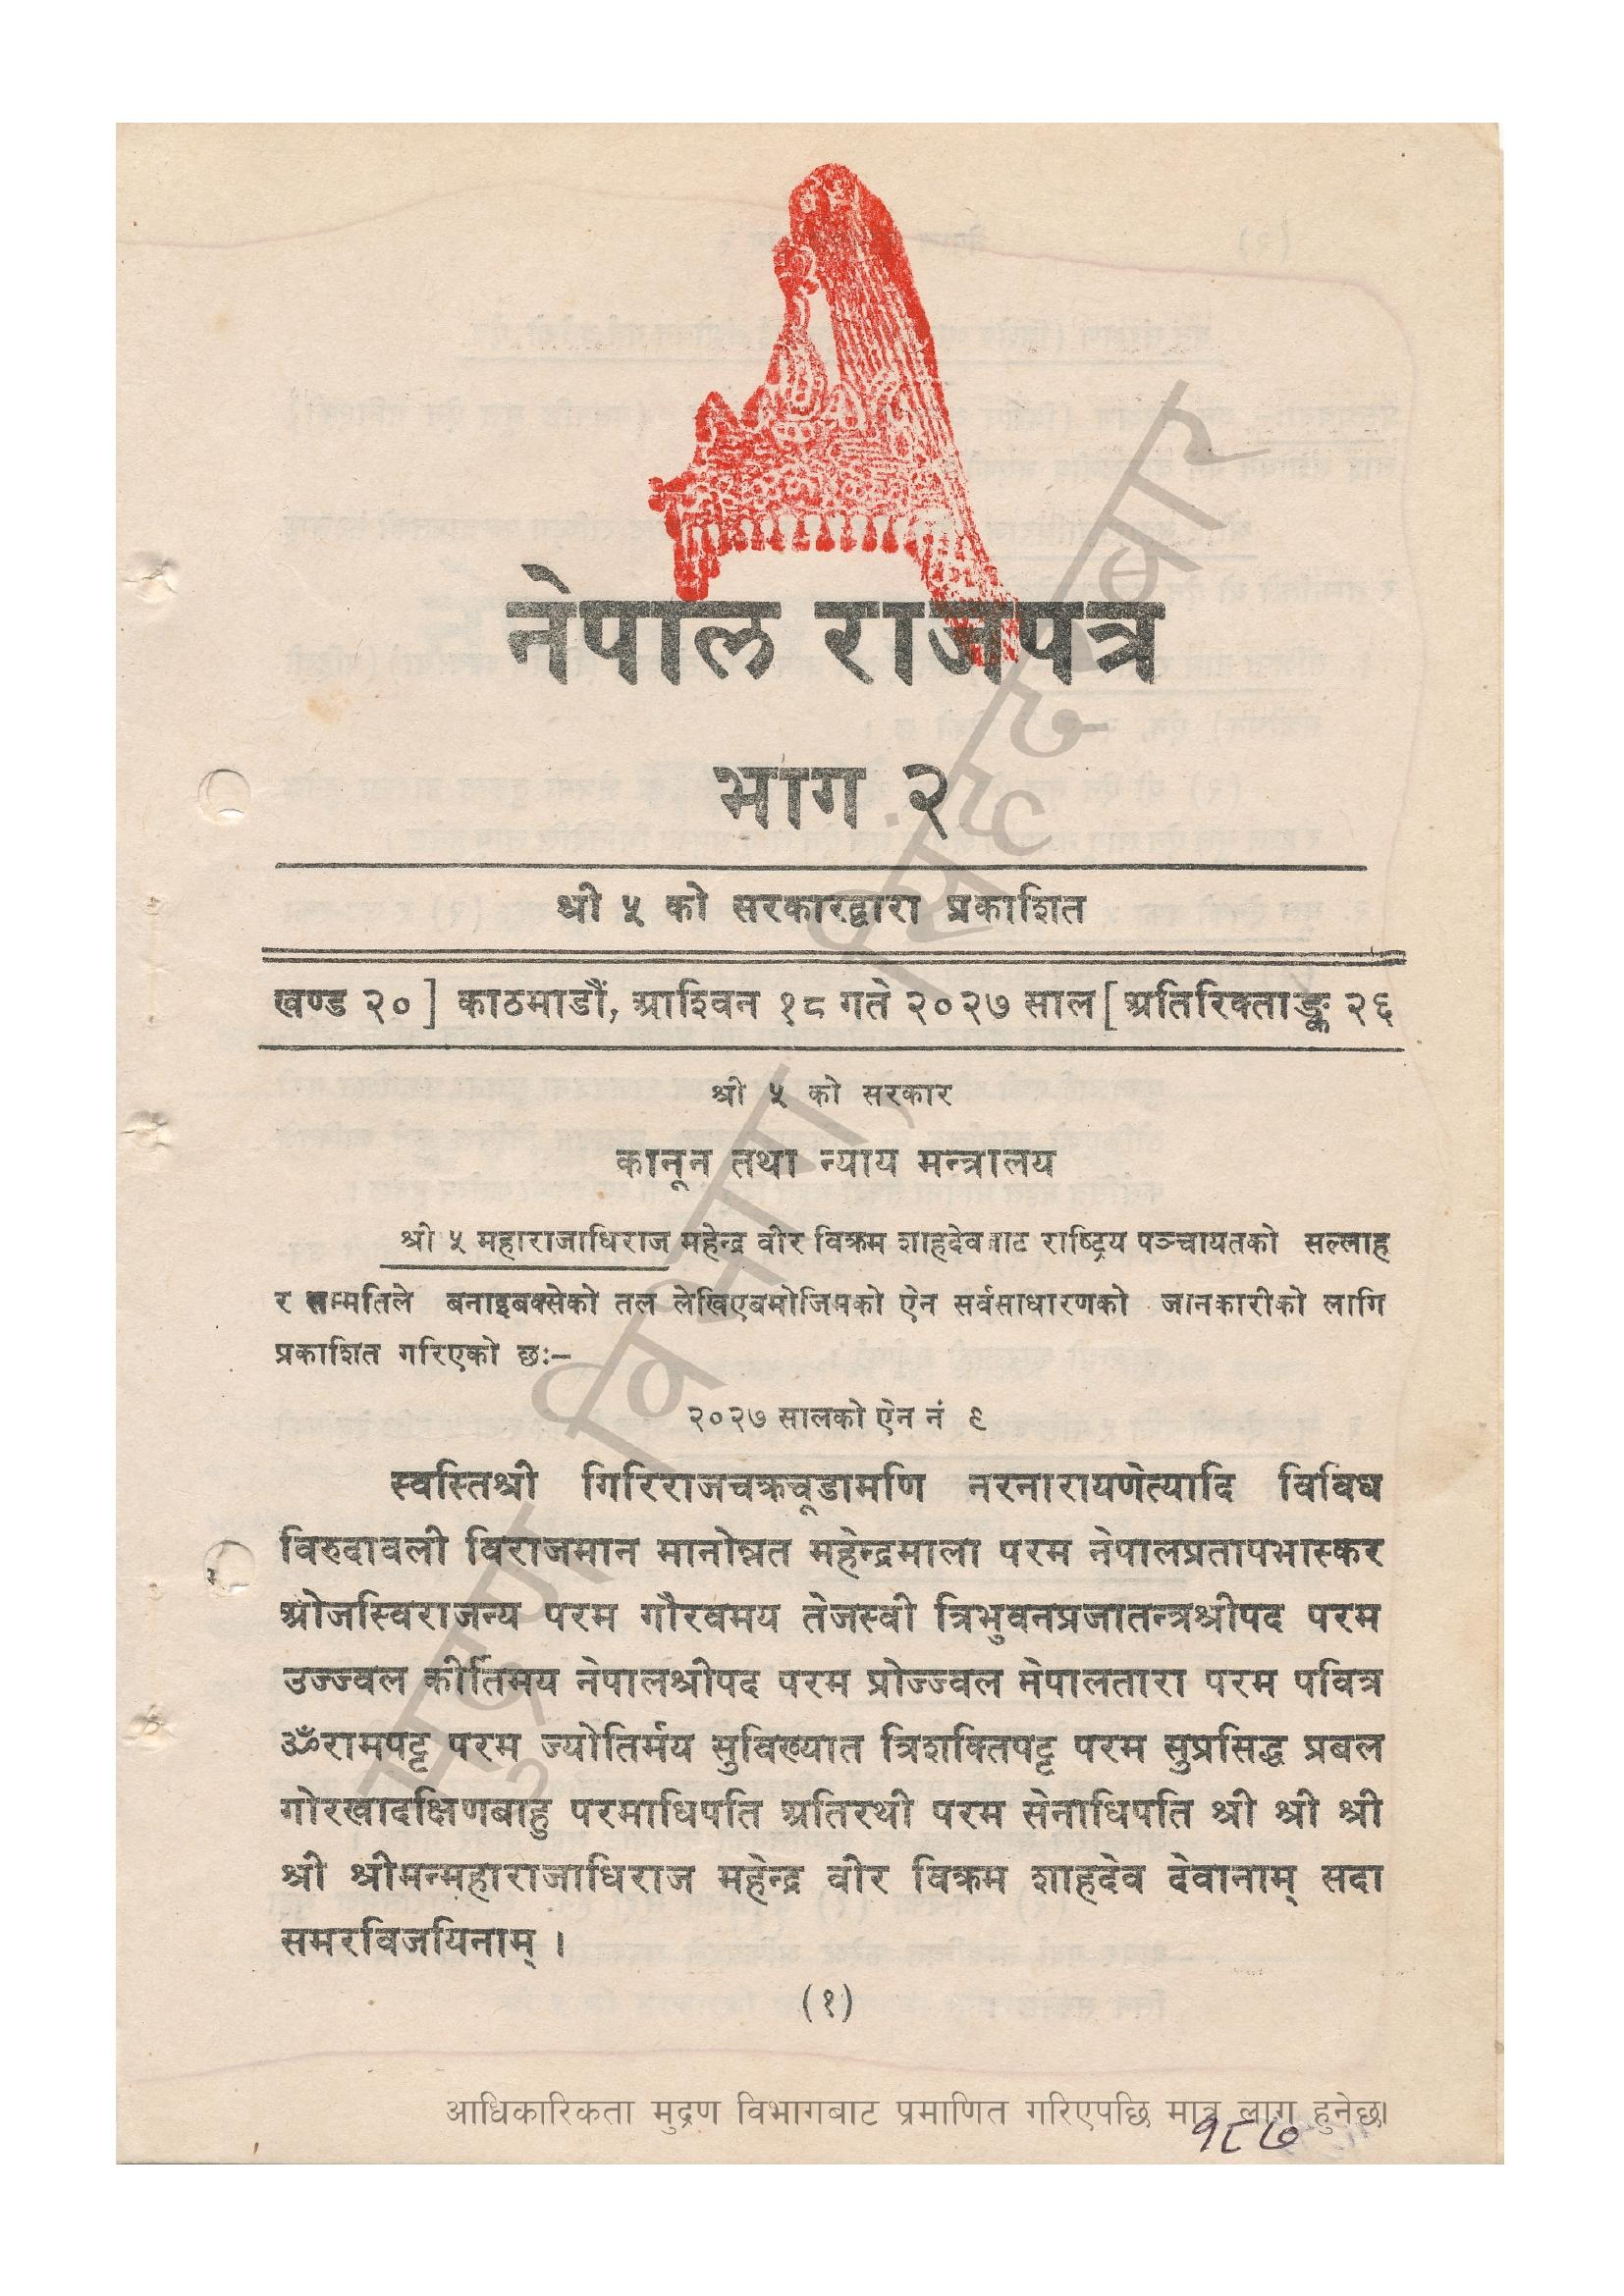 नेपाल राजपत्र
भाग २
श्री ५ को सरकारद्वारा प्रकाशित
खण्ड २० ] काठमाडौं, आश्विन १८ गते २०२७ साल [ अतिरिक्ताङ्क २६
श्री ५ को सरकार
कानून तथा न्याय मन्त्रालय
श्री ५ महाराजाधिराज महेन्द्र वीर विक्रम शाहदेवबाट राष्ट्रिय पञ्चायतको सल्लाह
र सम्मतिले बनाइबक्सेको तल लेखिएबमोजिमको ऐन सर्वसाधारणको जानकारीको लागि
प्रकाशित गरिएको छः–
२०२७ सालको ऐन नं ९
स्वस्तिश्री गिरिराजचक्रचूडामणि नरनारायणेत्यादि विविध
विरुदावली विराजमान मानोन्नत महेन्द्रमाला परम नेपालप्रतापभास्कर
ओजस्विराजन्य परम गौरवमय तेजस्वी त्रिभुवनप्रजातन्त्रश्रीपद परम
उज्ज्वल कीर्तिमय नेपालश्रीपद परम प्रोज्ज्वल नेपालतारा परम पवित्र
ॐरामपट्ट परम ज्योतिर्मय सुविख्यात त्रिशक्तिपट्ट परम सुप्रसिद्ध प्रबल
गोरखादक्षिणबाहु परमाधिपति अतिरथी परम सेनाधिपति श्री श्री श्री
श्री श्रीमन्महाराजाधिराज महेन्द्र वीर विक्रम शाहदेव देवानाम् सदा
समरविजयिनाम् ।
(१)
आधिकारिकता मुद्रण विभागबाट प्रमाणित गरिएपछि मात्र लागु हुनेछ।
१८७
मुद्रण विभाग, सिंहदरबार